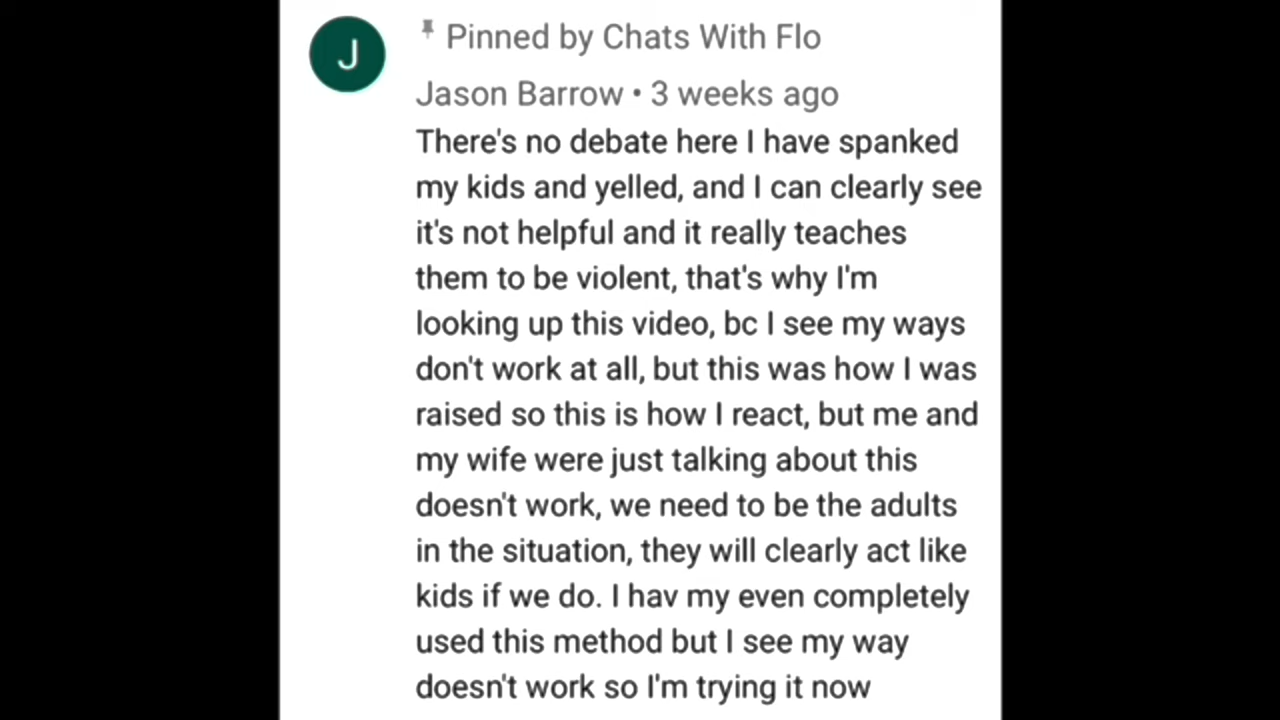 J
Pinned by Chats With Flo
Jason Barrow • 3 weeks ago
There's no debate here I have spanked
my kids and yelled, and I can clearly see
it's not helpful and it really teaches
them to be violent, that's why I'm
looking up this video, bc I see my ways
don't work at all, but this was how I was
raised so this is how I react, but me and
my wife were just talking about this
doesn't work, we need to be the adults
in the situation, they will clearly act like
kids if we do. I hav my even completely
used this method but I see my way
doesn't work so I'm trying it now